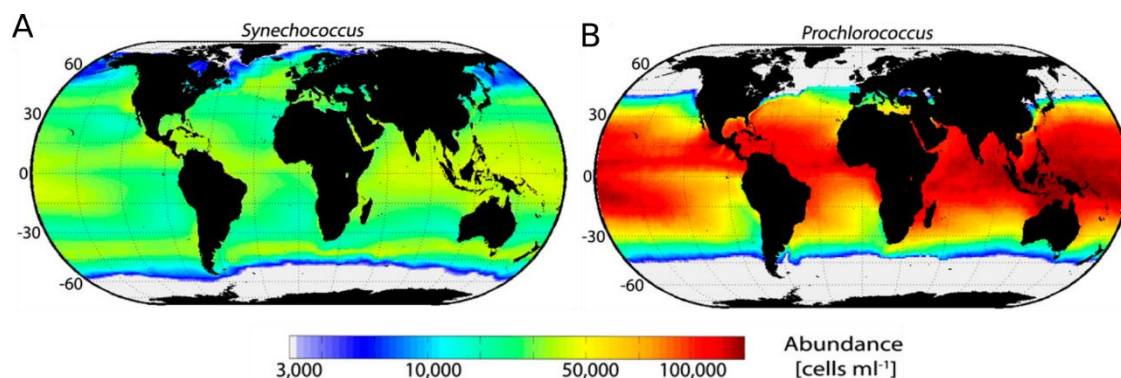 A
Synechococcus
60
30
0
-30
-60
B
Prochlorococcus
60
30
0
-30
-60
3,000 10,000 50,000 100,000
Abundance
[cells ml⁻¹]